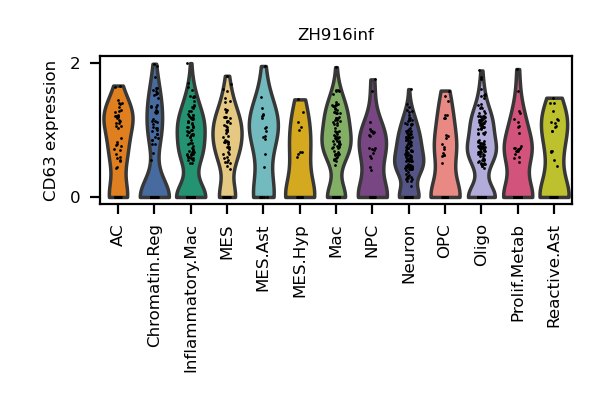 ZH916inf
CD63 expression
2
0
AC
Chromatin.Reg
Inflammatory.Mac
MES
MES.Ast
MES.Hyp
Mac
NPC
Neuron
OPC
Oligo
Prolif.Metab
Reactive.Ast